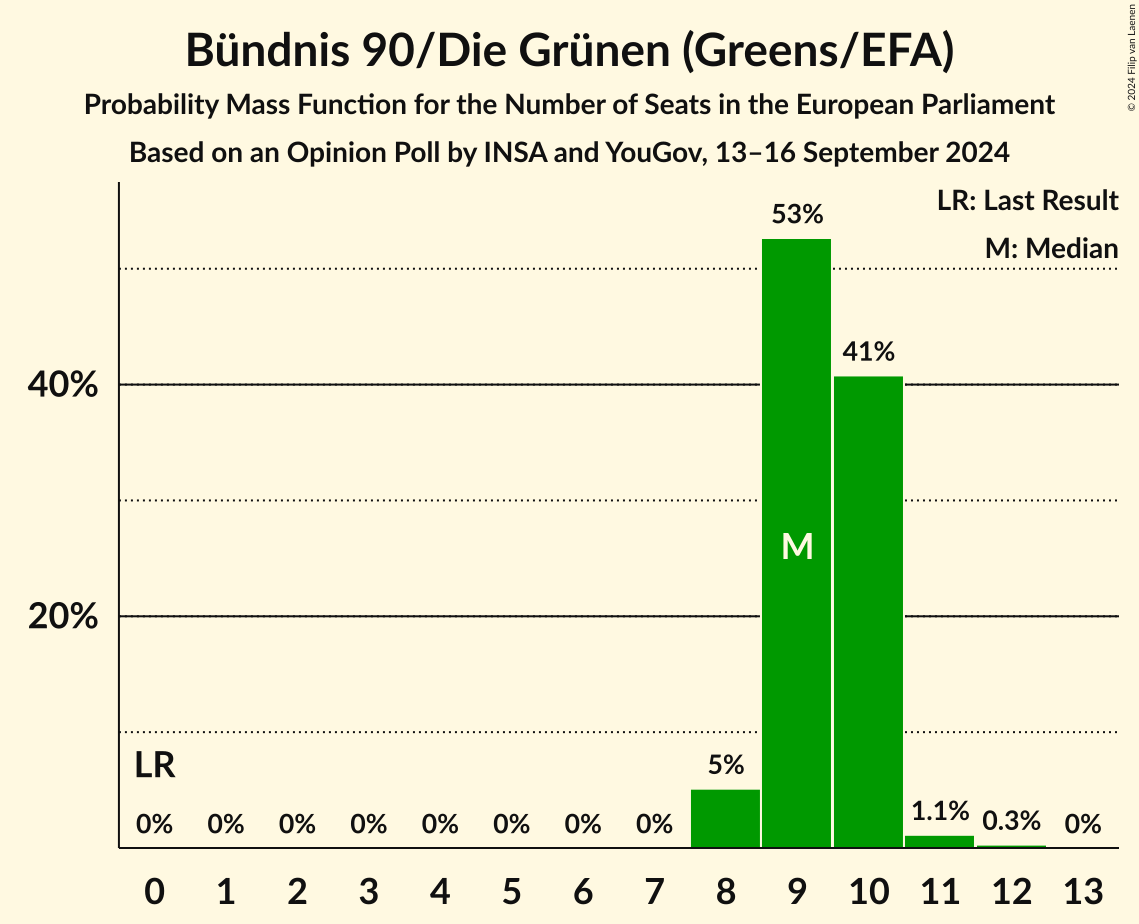 Bündnis 90/Die Grünen (Greens/EFA)
Probability Mass Function for the Number of Seats in the European Parliament
Based on an Opinion Poll by INSA and YouGov, 13–16 September 2024
© 2024 Filip van Laenen
LR: Last Result
M: Median
53%
41%
40%
M
20%
LR
5%
0% 0% 0% 0% 0% 0% 0% 0% 1.1% 0.3% 0%
0 1 2 3 4 5 6 7 8 9 10 11 12 13